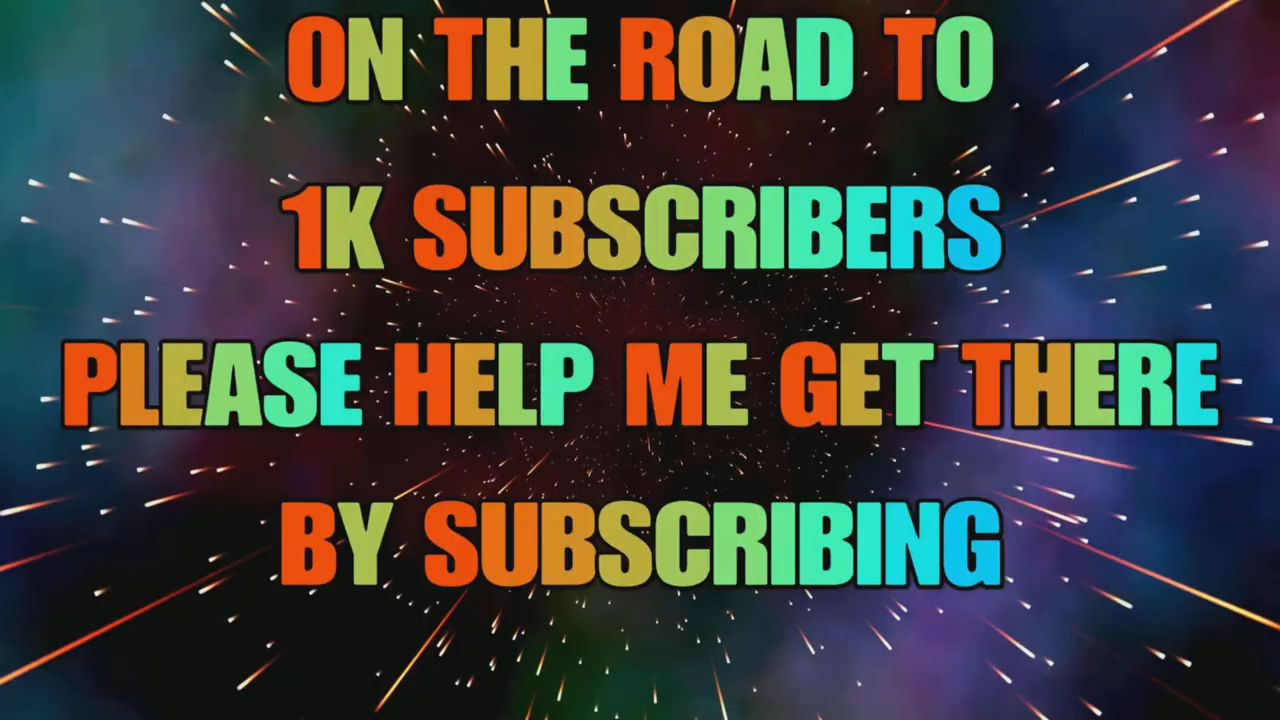 ON THE ROAD TO
1K SUBSCRIBERS
PLEASE HELP ME GET THERE
BY SUBSCRIBING